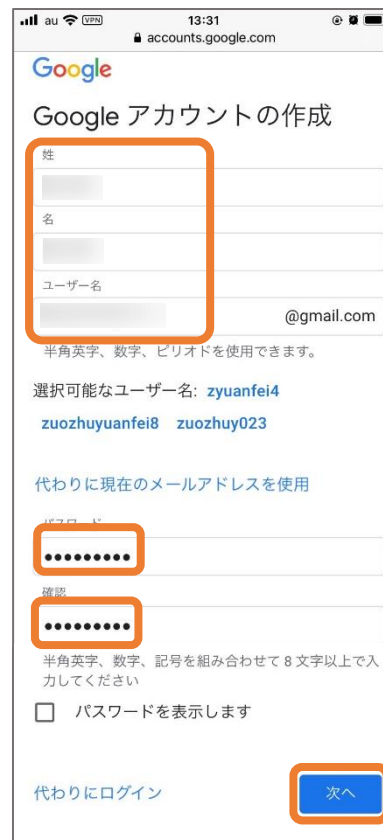 au VPN 13:31
accounts.google.com
Google
Google アカウントの作成
姓
名
ユーザー名
@gmail.com
半角英字、数字、ピリオドを使用できます。
選択可能なユーザー名: zyuanfei4
zuozhuyuanfei8 zuozhuy023
代わりに現在のメールアドレスを使用
パスワード
•••••••••
確認
•••••••••
半角英字、数字、記号を組み合わせて 8 文字以上で入
力してください
パスワードを表示します
代わりにログイン 次へ